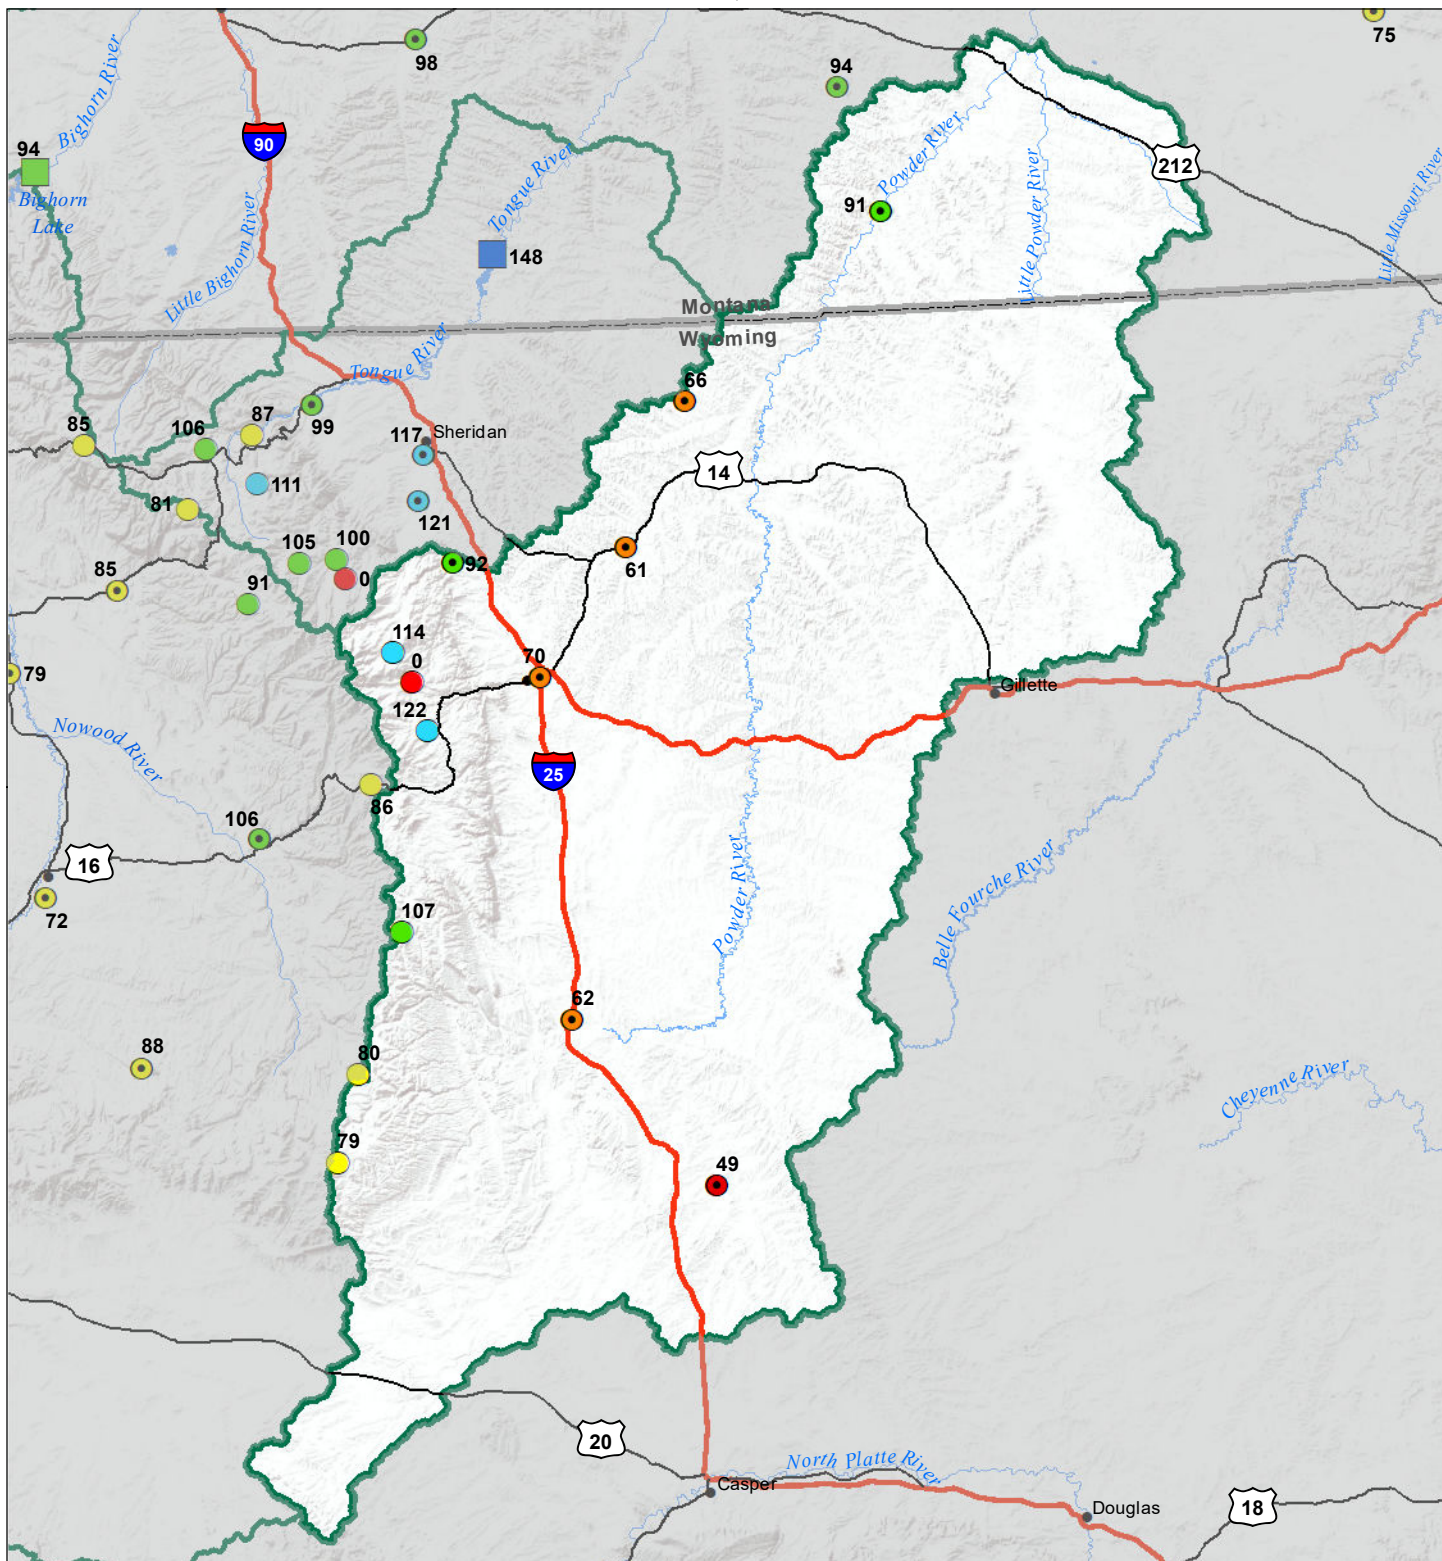 75
98
94
Bighorn River
90
94
Bighorn
Lake
Tongue River
148
Little Bighorn River
Powder River
91
212
Little Powder River
Little Missouri River
Montana
Wyoming
Tongue River
66
85
106
87
99
117
Sheridan
111
81
121
14
105
100
0
92
61
85
91
114
0
70
79
122
Gillette
Nowood River
25
86
106
16
72
Powder River
Belle Fourche River
107
62
88
80
Cheyenne River
79
49
20
North Platte River
Casper
Douglas
18